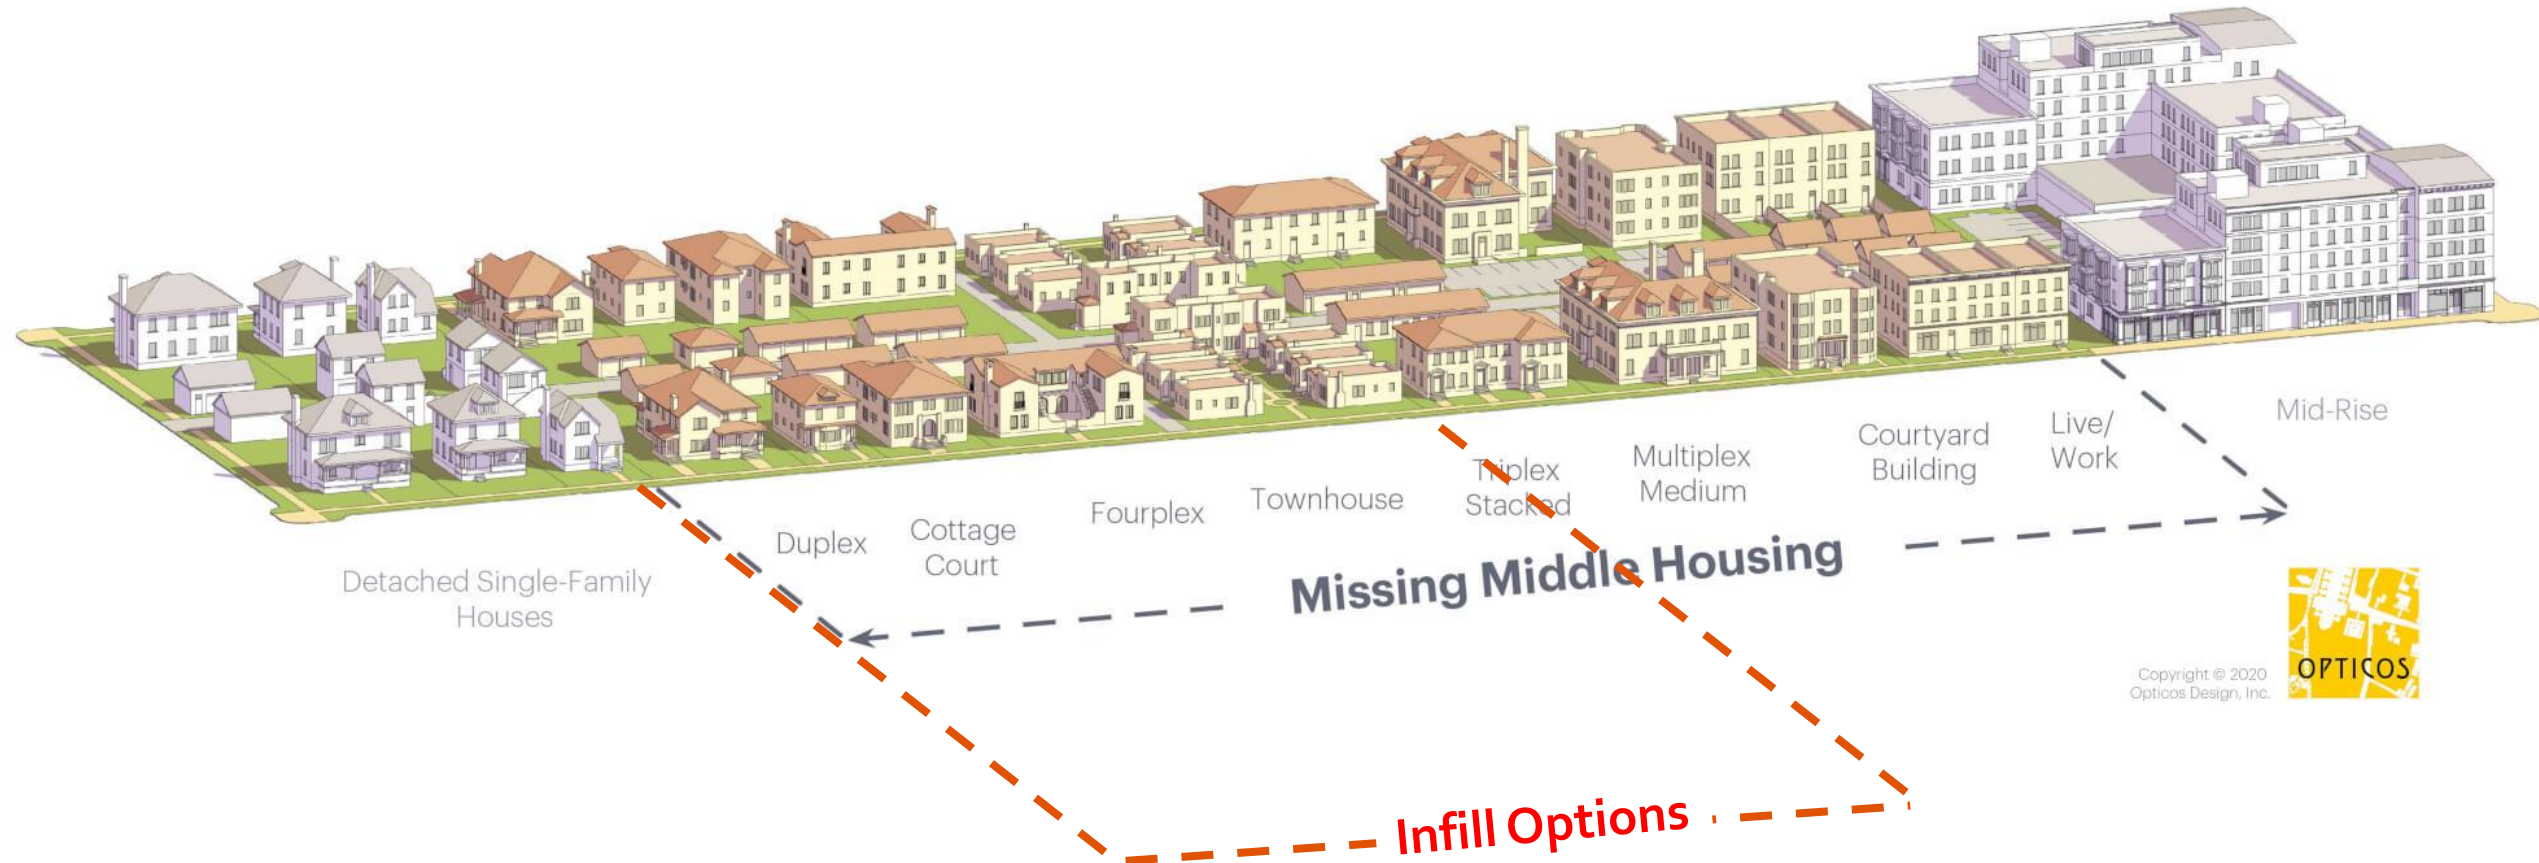 Detached Single-Family
Houses
Duplex
Cottage
Court
Fourplex
Townhouse
Triplex
Stacked
Multiplex
Medium
Courtyard
Building
Live/
Work
Mid-Rise
Missing Middle Housing
Infill Options
Copyright © 2020
Opticos Design, Inc.
OPTICOS